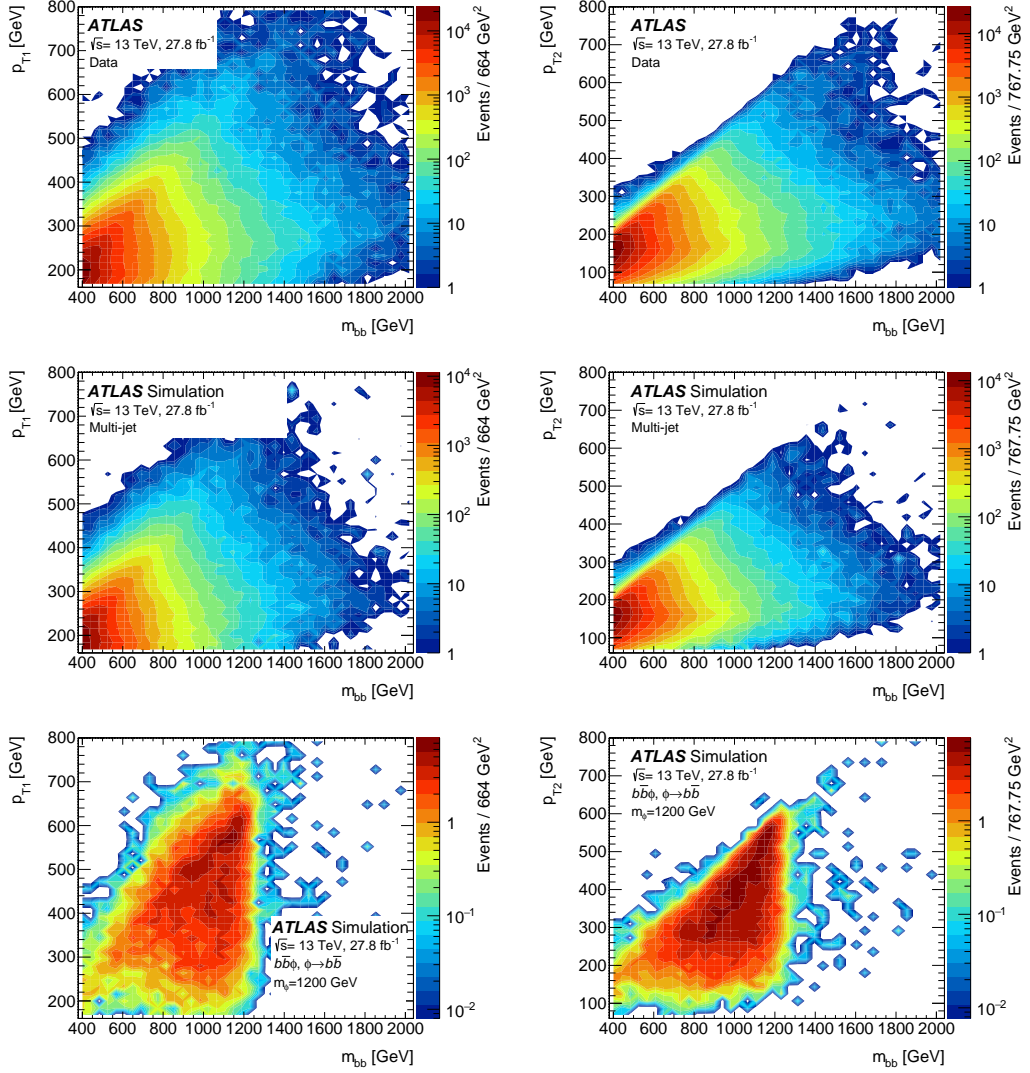 p_T1 [GeV]
800
700
600
500
400
300
200
ATLAS
√s= 13 TeV, 27.8 fb⁻¹
Data
400 600 800 1000 1200 1400 1600 1800 2000
m_bb [GeV]
10⁴
10³
10²
10
1
Events / 664 GeV²
p_T2 [GeV]
800
700
600
500
400
300
200
100
ATLAS
√s= 13 TeV, 27.8 fb⁻¹
Data
400 600 800 1000 1200 1400 1600 1800 2000
m_bb [GeV]
10⁴
10³
10²
10
1
Events / 767.75 GeV²
p_T1 [GeV]
800
700
600
500
400
300
200
ATLAS Simulation
√s= 13 TeV, 27.8 fb⁻¹
Multi-jet
400 600 800 1000 1200 1400 1600 1800 2000
m_bb [GeV]
10⁴
10³
10²
10
1
Events / 664 GeV²
p_T2 [GeV]
800
700
600
500
400
300
200
100
ATLAS Simulation
√s= 13 TeV, 27.8 fb⁻¹
Multi-jet
400 600 800 1000 1200 1400 1600 1800 2000
m_bb [GeV]
10⁴
10³
10²
10
1
Events / 767.75 GeV²
p_T1 [GeV]
800
700
600
500
400
300
200
ATLAS Simulation
√s= 13 TeV, 27.8 fb⁻¹
bb̅ϕ, ϕ→bb̅
m_ϕ=1200 GeV
400 600 800 1000 1200 1400 1600 1800 2000
m_bb [GeV]
1
10⁻¹
10⁻²
Events / 664 GeV²
p_T2 [GeV]
800
700
600
500
400
300
200
100
ATLAS Simulation
√s= 13 TeV, 27.8 fb⁻¹
bb̅ϕ, ϕ→bb̅
m_ϕ=1200 GeV
400 600 800 1000 1200 1400 1600 1800 2000
m_bb [GeV]
1
10⁻¹
10⁻²
Events / 767.75 GeV²